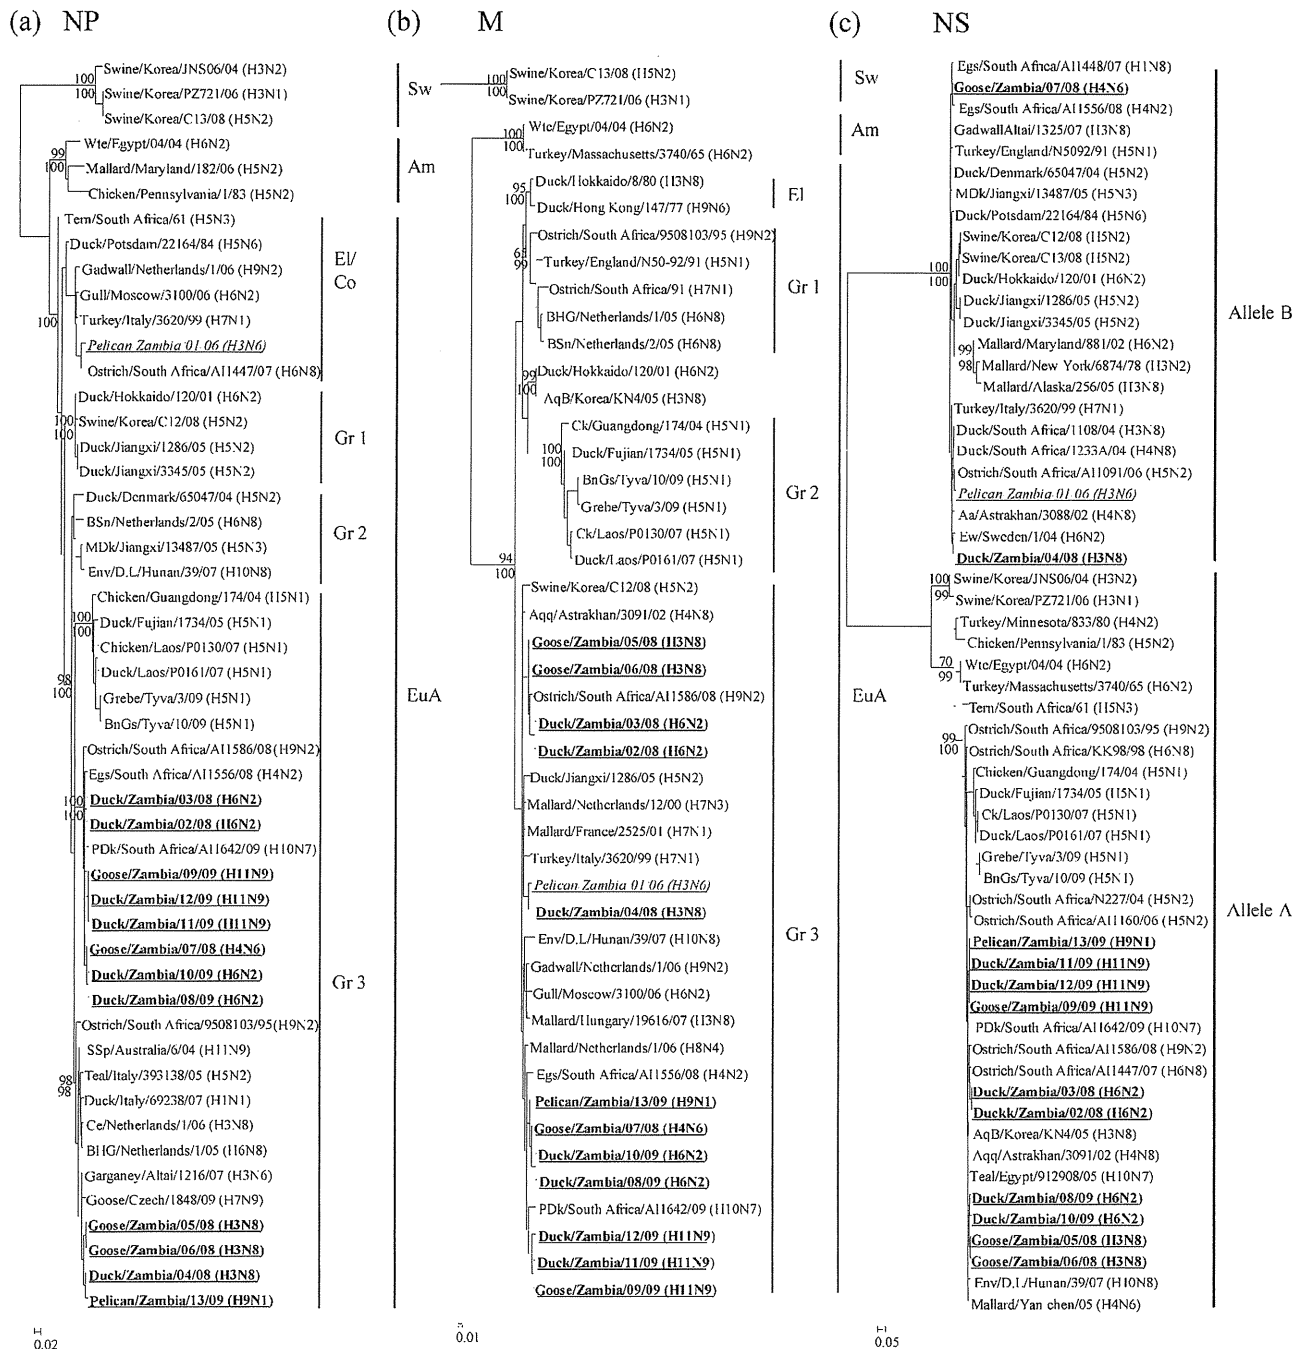 (a) NP
Swine/Korea/JNS06/04 (H3N2)
100
100
Swine/Korea/PZ721/06 (H3N1)
Swine/Korea/C13/08 (H5N2)
Sw
Wte/Egypt/04/04 (H6N2)
99
100
Mallard/Maryland/182/06 (H5N2)
Chicken/Pennsylvania/1/83 (H5N2)
Am
Tern/South Africa/61 (H5N3)
Duck/Potsdam/22164/84 (H5N6)
Gadwall/Netherlands/1/06 (H9N2)
El/
Co
Gull/Moscow/3100/06 (H6N2)
100
Turkey/Italy/3620/99 (H7N1)
Pelican Zambia 01 06 (H3N6)
Ostrich/South Africa/AI1447/07 (H6N8)
Duck/Hokkaido/120/01 (H6N2)
100
100
Swine/Korea/C12/08 (H5N2)
Gr 1
Duck/Jiangxi/1286/05 (H5N2)
Duck/Jiangxi/3345/05 (H5N2)
Duck/Denmark/65047/04 (H5N2)
BSn/Netherlands/2/05 (H6N8)
Gr 2
MDk/Jiangxi/13487/05 (H5N3)
Env/D.L/Hunan/39/07 (H10N8)
Chicken/Guangdong/174/04 (H5N1)
100
100
Duck/Fujian/1734/05 (H5N1)
Chicken/Laos/P0130/07 (H5N1)
Duck/Laos/P0161/07 (H5N1)
98
100
Grebe/Tyva/3/09 (H5N1)
EuA
BnGs/Tyva/10/09 (H5N1)
Ostrich/South Africa/AI1586/08 (H9N2)
Egs/South Africa/AI1556/08 (H4N2)
100
100
Duck/Zambia/03/08 (H6N2)
Duck/Zambia/02/08 (H6N2)
PDk/South Africa/AI1642/09 (H10N7)
Goose/Zambia/09/09 (H11N9)
Duck/Zambia/12/09 (H11N9)
Duck/Zambia/11/09 (H11N9)
Goose/Zambia/07/08 (H4N6)
Duck/Zambia/10/09 (H6N2)
Gr 3
Duck/Zambia/08/09 (H6N2)
Ostrich/South Africa/9508103/95(H9N2)
SSp/Australia/6/04 (H11N9)
98
98
Teal/Italy/393138/05 (H5N2)
Duck/Italy/69238/07 (H1N1)
Ce/Netherlands/1/06 (H3N8)
BHG/Netherlands/1/05 (H6N8)
Garganey/Altai/1216/07 (H3N6)
Goose/Czech/1848/09 (H7N9)
Goose/Zambia/05/08 (H3N8)
Goose/Zambia/06/08 (H3N8)
Duck/Zambia/04/08 (H3N8)
Pelican/Zambia/13/09 (H9N1)
0.02
(b) M
100
100
Swine/Korea/C13/08 (H5N2)
Swine/Korea/PZ721/06 (H3N1)
Sw
100
100
Wte/Egypt/04/04 (H6N2)
Turkey/Massachusetts/3740/65 (H6N2)
Am
95
100
Duck/Hokkaido/8/80 (H3N8)
Duck/Hong Kong/147/77 (H9N6)
El
Ostrich/South Africa/9508103/95 (H9N2)
99
Turkey/England/N50-92/91 (H5N1)
Ostrich/South Africa/91 (H7N1)
Gr 1
BHG/Netherlands/1/05 (H6N8)
BSn/Netherlands/2/05 (H6N8)
99
100
Duck/Hokkaido/120/01 (H6N2)
AqB/Korea/KN4/05 (H3N8)
Ck/Guangdong/174/04 (H5N1)
100
100
Duck/Fujian/1734/05 (H5N1)
BnGs/Tyva/10/09 (H5N1)
Gr 2
Grebe/Tyva/3/09 (H5N1)
Ck/Laos/P0130/07 (H5N1)
94
100
Duck/Laos/P0161/07 (H5N1)
Swine/Korea/C12/08 (H5N2)
Aqq/Astrakhan/3091/02 (H4N8)
Goose/Zambia/05/08 (H3N8)
Goose/Zambia/06/08 (H3N8)
Ostrich/South Africa/AI1586/08 (H9N2)
EuA
Duck/Zambia/03/08 (H6N2)
Duck/Zambia/02/08 (H6N2)
Duck/Jiangxi/1286/05 (H5N2)
Mallard/Netherlands/12/00 (H7N3)
Mallard/France/2525/01 (H7N1)
Turkey/Italy/3620/99 (H7N1)
Pelican Zambia 01 06 (H3N6)
Duck/Zambia/04/08 (H3N8)
Env/D.L/Hunan/39/07 (H10N8)
Gr 3
Gadwall/Netherlands/1/06 (H9N2)
Gull/Moscow/3100/06 (H6N2)
Mallard/Hungary/19616/07 (H3N8)
Mallard/Netherlands/1/06 (H8N4)
Egs/South Africa/AI1556/08 (H4N2)
Pelican/Zambia/13/09 (H9N1)
Goose/Zambia/07/08 (H4N6)
Duck/Zambia/10/09 (H6N2)
Duck/Zambia/08/09 (H6N2)
PDk/South Africa/AI1642/09 (H10N7)
Duck/Zambia/12/09 (H11N9)
Duck/Zambia/11/09 (H11N9)
Goose/Zambia/09/09 (H11N9)
0.01
(c) NS
Egs/South Africa/AI1448/07 (H1N8)
Goose/Zambia/07/08 (H4N6)
Egs/South Africa/AI1556/08 (H4N2)
GadwallAltai/1325/07 (H3N8)
Turkey/England/N5092/91 (H5N1)
Duck/Denmark/65047/04 (H5N2)
MDk/Jiangxi/13487/05 (H5N3)
Duck/Potsdam/22164/84 (H5N6)
Swine/Korea/C12/08 (H5N2)
Swine/Korea/C13/08 (H5N2)
100
100
Duck/Hokkaido/120/01 (H6N2)
Duck/Jiangxi/1286/05 (H5N2)
Allele B
Duck/Jiangxi/3345/05 (H5N2)
99
98
Mallard/Maryland/881/02 (H6N2)
Mallard/New York/6874/78 (H3N2)
Mallard/Alaska/256/05 (H3N8)
Turkey/Italy/3620/99 (H7N1)
Duck/South Africa/1108/04 (H3N8)
Duck/South Africa/1233A/04 (H4N8)
Ostrich/South Africa/AI1091/06 (H5N2)
Pelican Zambia 01 06 (H3N6)
Aa/Astrakhan/3088/02 (H4N8)
Ew/Sweden/1/04 (H6N2)
Duck/Zambia/04/08 (H3N8)
100
99
Swine/Korea/JNS06/04 (H3N2)
Swine/Korea/PZ721/06 (H3N1)
Turkey/Minnesota/833/80 (H4N2)
Chicken/Pennsylvania/1/83 (H5N2)
70
99
Wte/Egypt/04/04 (H6N2)
Turkey/Massachusetts/3740/65 (H6N2)
Tern/South Africa/61 (H5N3)
Ostrich/South Africa/9508103/95 (H9N2)
99
100
Ostrich/South Africa/KK98/98 (H6N8)
Chicken/Guangdong/174/04 (H5N1)
Duck/Fujian/1734/05 (H5N1)
Ck/Laos/P0130/07 (H5N1)
Duck/Laos/P0161/07 (H5N1)
Grebe/Tyva/3/09 (H5N1)
BnGs/Tyva/10/09 (H5N1)
Ostrich/South Africa/N227/04 (H5N2)
Allele A
Ostrich/South Africa/AI1160/06 (H5N2)
Pelican/Zambia/13/09 (H9N1)
Duck/Zambia/11/09 (H11N9)
Duck/Zambia/12/09 (H11N9)
Goose/Zambia/09/09 (H11N9)
PDk/South Africa/AI1642/09 (H10N7)
Ostrich/South Africa/AI1586/08 (H9N2)
Ostrich/South Africa/AI1447/07 (H6N8)
Duck/Zambia/03/08 (H6N2)
Duckk/Zambia/02/08 (H6N2)
AqB/Korea/KN4/05 (H3N8)
Aqq/Astrakhan/3091/02 (H4N8)
Teal/Egypt/912908/05 (H10N7)
Duck/Zambia/08/09 (H6N2)
Duck/Zambia/10/09 (H6N2)
Goose/Zambia/05/08 (H3N8)
Goose/Zambia/06/08 (H3N8)
Env/D.L/Hunan/39/07 (H10N8)
Mallard/Yan chen/05 (H4N6)
0.05